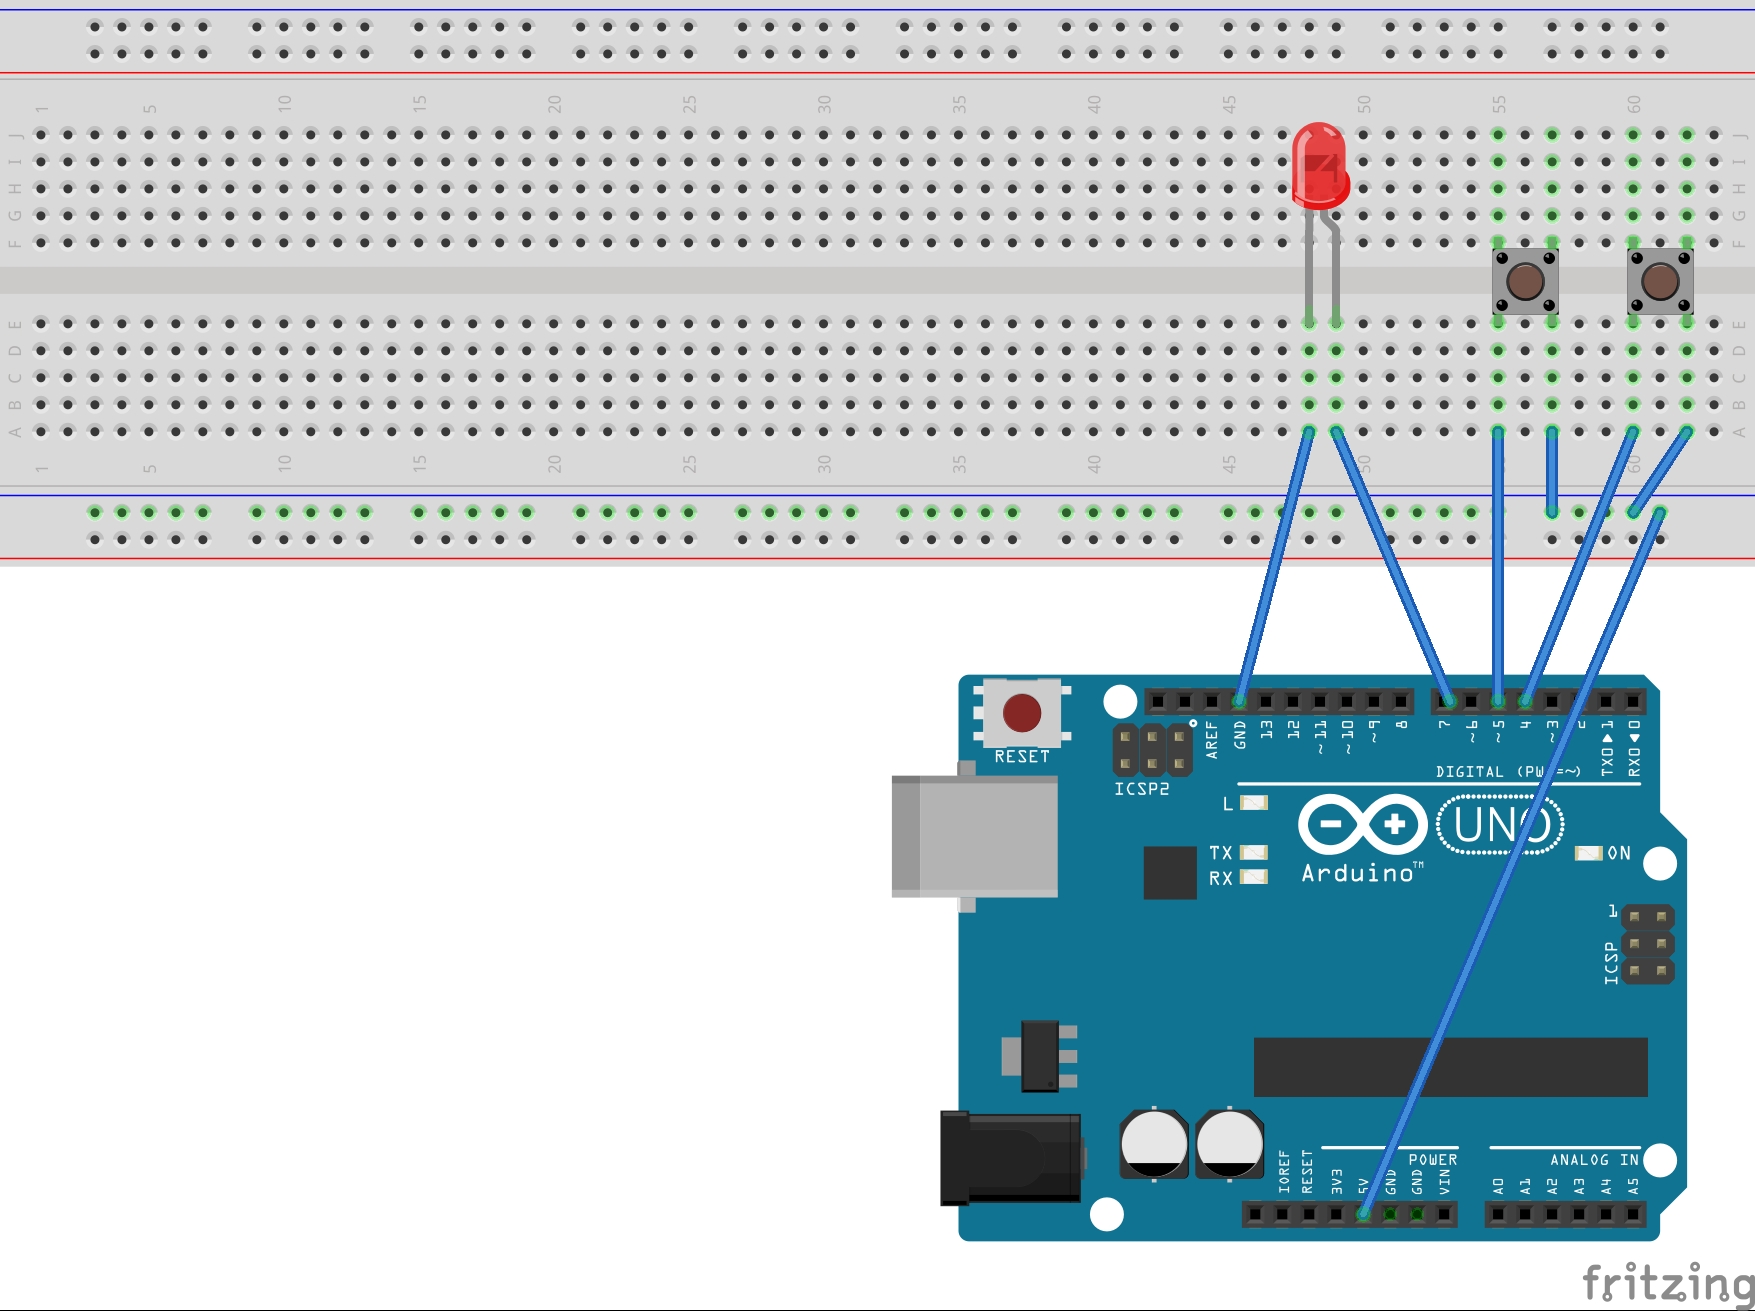 1 5 10 15 20 25 30 35 40 45 50 55 60
J J
I I
H H
G G
F F
E E
D D
C C
B B
A A
1 5 10 15 20 25 30 35 40 45 50 60
RESET
AREF GND 13 12 ~11 ~10 ~9 8 7 ~6 ~5 4 ~3 2 TX0▶1 RX0◀0
ICSP2
DIGITAL (PWM=~)
L
UNO
TX
RX
Arduino™
ON
1
ICSP
IOREF RESET 3V3 5V GND GND VIN
POWER
ANALOG IN
A0 A1 A2 A3 A4 A5
fritzing